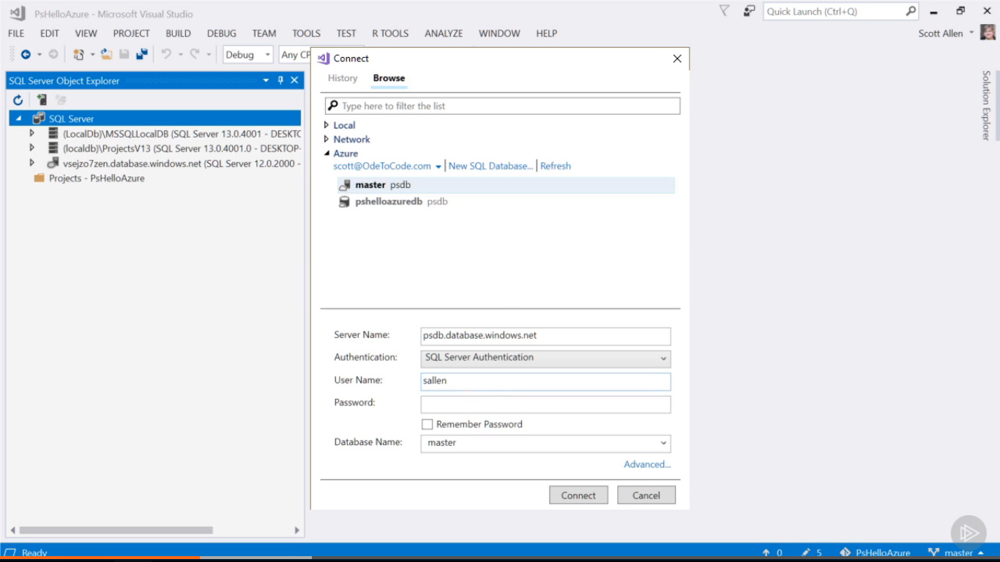 PsHelloAzure - Microsoft Visual Studio
Quick Launch (Ctrl+Q)
FILE EDIT VIEW PROJECT BUILD DEBUG TEAM TOOLS TEST R TOOLS ANALYZE WINDOW HELP
Scott Allen
Debug
Any CP
Connect
History Browse
Type here to filter the list
Local
Network
Azure
scott@OdeToCode.com New SQL Database... Refresh
master psdb
pshelloazuredb psdb
Server Name: psdb.database.windows.net
Authentication: SQL Server Authentication
User Name: sallen
Password:
Remember Password
Database Name: master
Advanced...
Connect Cancel
SQL Server Object Explorer
SQL Server
(LocalDb)\MSSQLLocalDB (SQL Server 13.0.4001 - DESKTC
(localdb)\ProjectsV13 (SQL Server 13.0.4001.0 - DESKTOP-
vsejzo7zen.database.windows.net (SQL Server 12.0.2000 -
Projects - PsHelloAzure
Solution Explorer
Ready
0 5 PsHelloAzure master